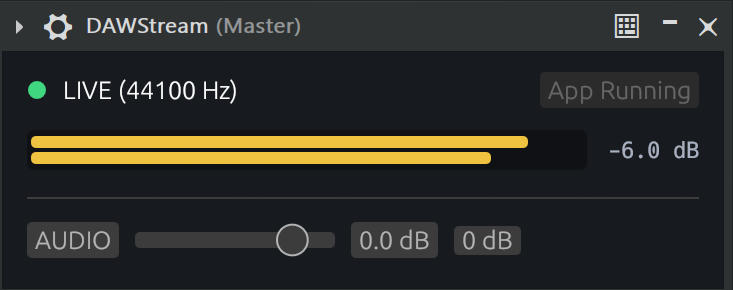 DAWStream (Master)
LIVE (44100 Hz) App Running
-6.0 dB
AUDIO 0.0 dB 0 dB